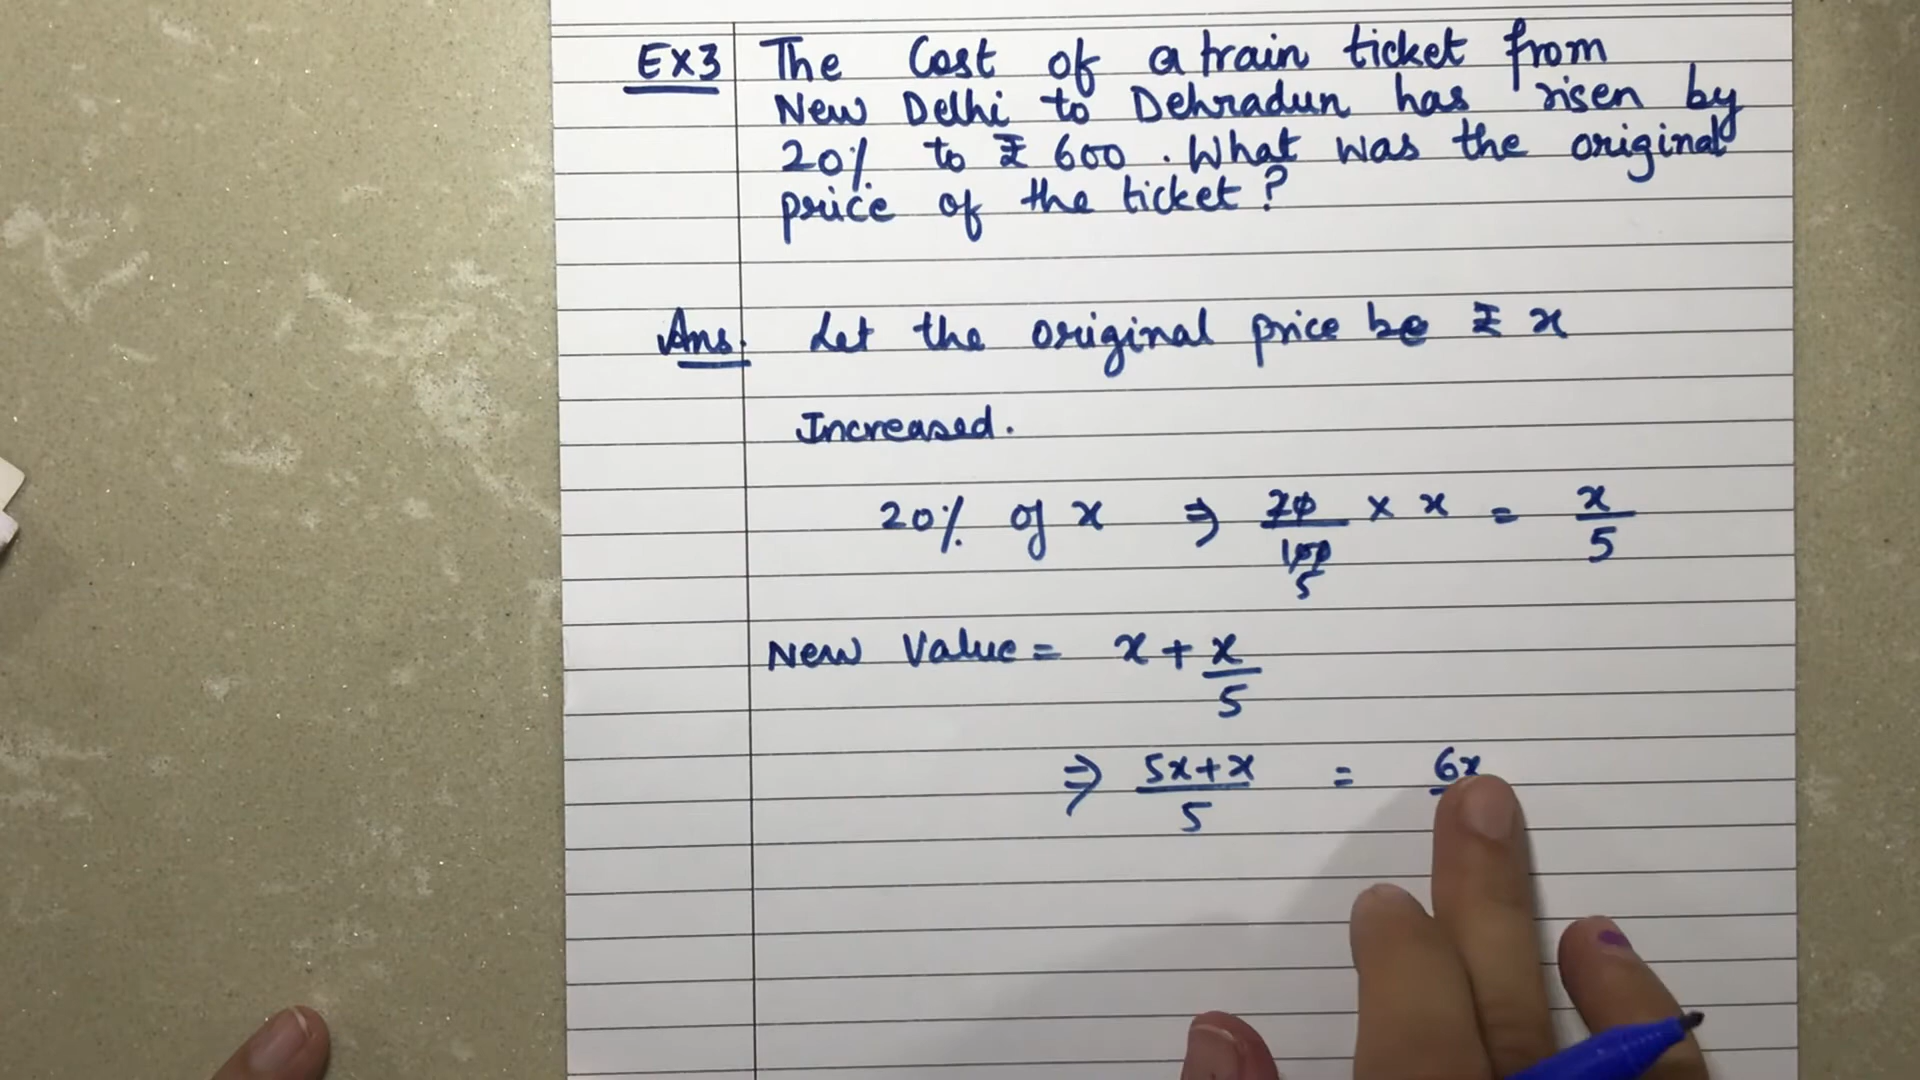 Ex3 The Cost of a train ticket from
New Delhi to Dehradun has risen by
20% to ₹ 600. What was the original
price of the ticket?
Ans. Let the original price be ₹ x
Increased.
20% of x ⇒ 20/100 × x = x/5
5
New Value = x + x/5
⇒ 5x+x/5 = 6x